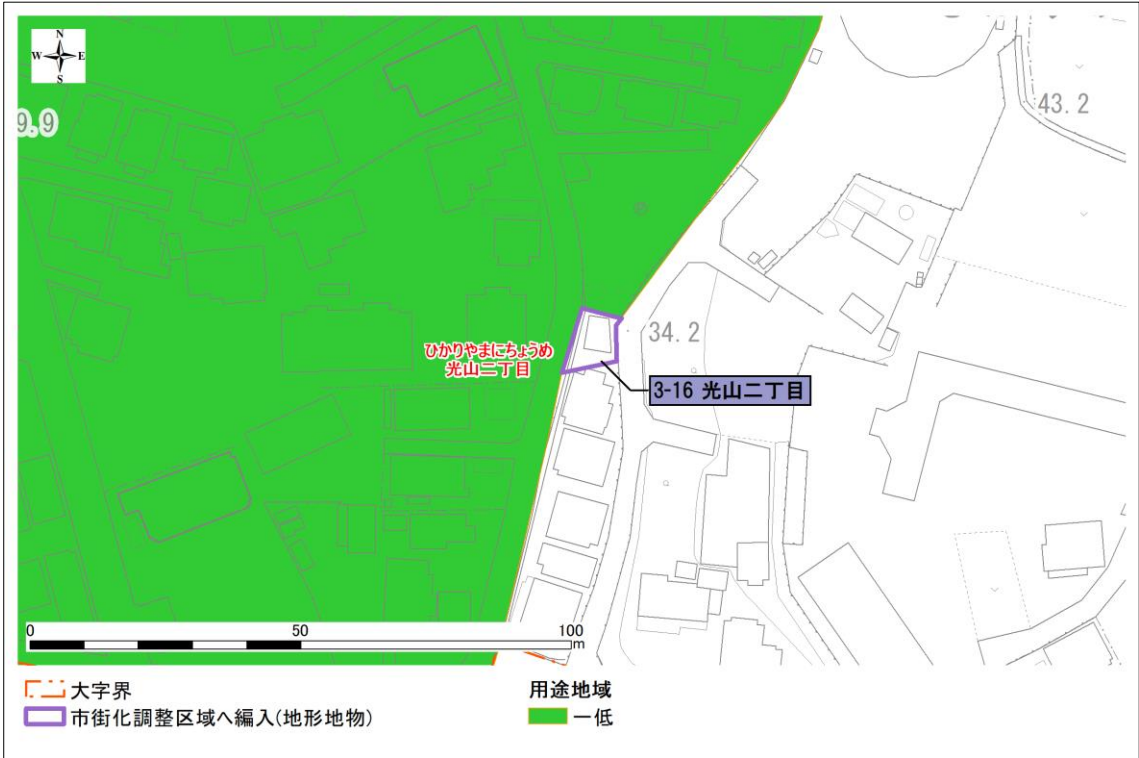 N
W E
S
9.9
43.2
34.2
ひかりやまにちょうめ
光山二丁目
3-16 光山二丁目
0 50 100
m
大字界
市街化調整区域へ編入(地形地物)
用途地域
一低